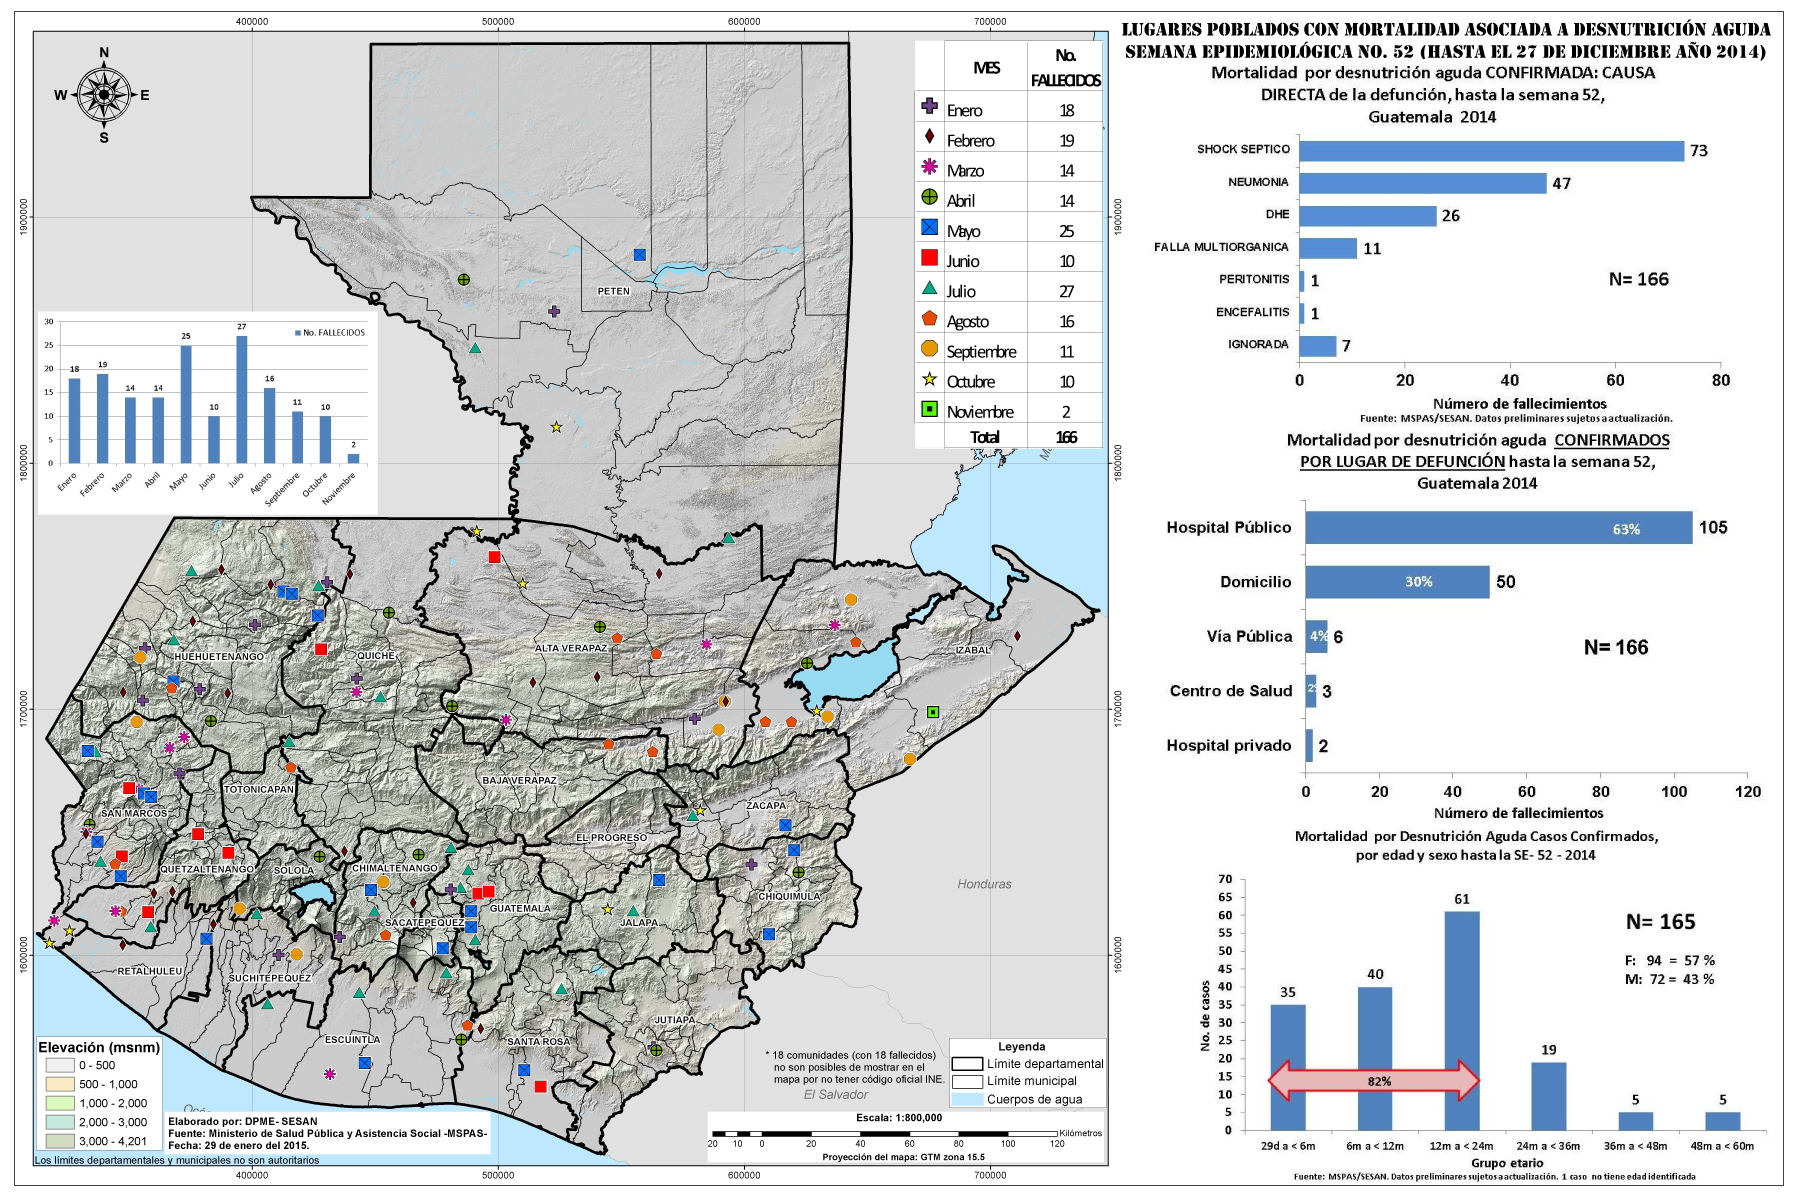 LUGARES POBLADOS CON MORTALIDAD ASOCIADA A DESNUTRICIÓN AGUDA
SEMANA EPIDEMIOLÓGICA NO. 52 (HASTA EL 27 DE DICIEMBRE AÑO 2014)
400000 500000 600000 700000
1900000
1800000
1700000
1600000
1900000
1800000
1700000
1600000
N
W E
S
MES No. FALLECIDOS
Enero 18
Febrero 19
Marzo 14
Abril 14
Mayo 25
Junio 10
Julio 27
Agosto 16
Septiembre 11
Octubre 10
Noviembre 2
Total 166
No. FALLECIDOS
30
25
20
15
10
5
0
18 19 14 14 25 10 27 16 11 10 2
Enero Febrero Marzo Abril Mayo Junio Julio Agosto Septiembre Octubre Noviembre
PETEN
HUEHUETENANGO
QUICHE
ALTA VERAPAZ
IZABAL
BAJA VERAPAZ
TOTONICAPAN
SAN MARCOS
ZACAPA
EL PROGRESO
QUETZALTENANGO
SOLOLA
CHIMALTENANGO
CHIQUIMULA
GUATEMALA
SACATEPEQUEZ
JALAPA
RETALHULEU
SUCHITEPEQUEZ
JUTIAPA
ESCUINTLA
SANTA ROSA
Honduras
El Salvador
Elevación (msnm)
0 - 500
500 - 1,000
1,000 - 2,000
2,000 - 3,000
3,000 - 4,201
Elaborado por: DPME- SESAN
Fuente: Ministerio de Salud Pública y Asistencia Social -MSPAS-
Fecha: 29 de enero del 2015.
Los límites departamentales y municipales no son autoritarios
* 18 comunidades (con 18 fallecidos)
no son posibles de mostrar en el
mapa por no tener código oficial INE.
Leyenda
Límite departamental
Límite municipal
Cuerpos de agua
Escala: 1:800,000
20 10 0 20 40 60 80 100 120 Kilómetros
Proyección del mapa: GTM zona 15.5
400000 500000 600000 700000
Mortalidad por desnutrición aguda CONFIRMADA: CAUSA
DIRECTA de la defunción, hasta la semana 52,
Guatemala 2014
SHOCK SEPTICO 73
NEUMONIA 47
DHE 26
FALLA MULTIORGANICA 11
PERITONITIS 1
ENCEFALITIS 1
IGNORADA 7
N= 166
0 20 40 60 80
Número de fallecimientos
Fuente: MSPAS/SESAN. Datos preliminares sujetos a actualización.
Mortalidad por desnutrición aguda CONFIRMADOS
POR LUGAR DE DEFUNCIÓN hasta la semana 52,
Guatemala 2014
Hospital Público 63% 105
Domicilio 30% 50
Vía Pública 4% 6
Centro de Salud 3
Hospital privado 2
N= 166
0 20 40 60 80 100 120
Número de fallecimientos
Mortalidad por Desnutrición Aguda Casos Confirmados,
por edad y sexo hasta la SE- 52 - 2014
No. de casos
70
65
60
55
50
45
40
35
30
25
20
15
10
5
0
35 40 61 19 5 5
82%
N= 165
F: 94 = 57 %
M: 72 = 43 %
29d a < 6m 6m a < 12m 12m a < 24m 24m a < 36m 36m a < 48m 48m a < 60m
Grupo etario
Fuente: MSPAS/SESAN. Datos preliminares sujetos a actualización. 1 caso no tiene edad identificada